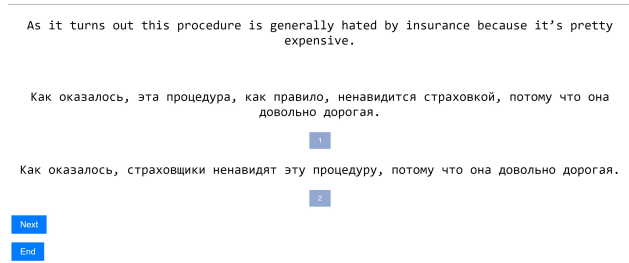 As it turns out this procedure is generally hated by insurance because it’s pretty
expensive.
Как оказалось, эта процедура, как правило, ненавидится страховкой, потому что она
довольно дорогая.
1
Как оказалось, страховщики ненавидят эту процедуру, потому что она довольно дорогая.
2
Next
End